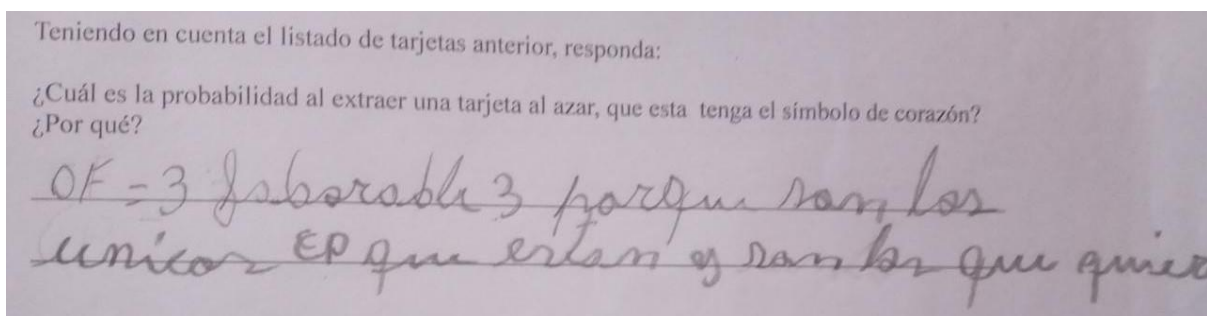 Teniendo en cuenta el listado de tarjetas anterior, responda:
¿Cuál es la probabilidad al extraer una tarjeta al azar, que esta tenga el símbolo de corazón?
¿Por qué?
OF = 3 faborable 3 porque son los
unicos EP que estan y son los que quier